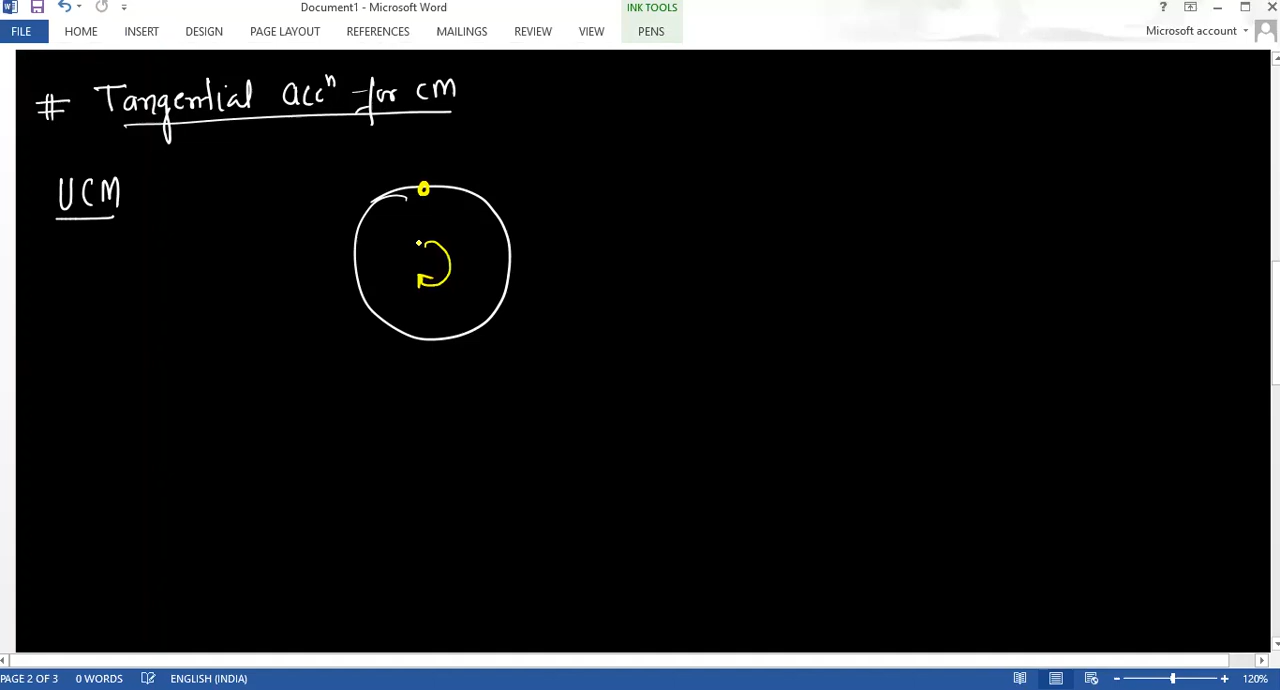 Document1 - Microsoft Word
INK TOOLS
?
FILE HOME INSERT DESIGN PAGE LAYOUT REFERENCES MAILINGS REVIEW VIEW PENS
Microsoft account
# Tangential accⁿ for CM
UCM
PAGE 2 OF 3 0 WORDS ENGLISH (INDIA) 120%